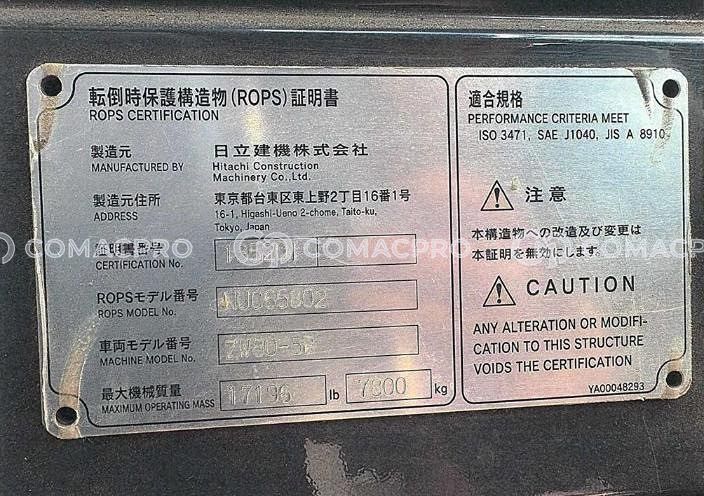 転倒時保護構造物(ROPS)証明書
ROPS CERTIFICATION
製造元 日立建機株式会社
MANUFACTURED BY Hitachi Construction
Machinery Co.,Ltd.
製造元住所 東京都台東区東上野2丁目16番1号
ADDRESS 16-1, Higashi-Ueno 2-chome, Taito-ku,
Tokyo, Japan
証明書番号
CERTIFICATION No.
ROPSモデル番号
ROPS MODEL No.
車両モデル番号
MACHINE MODEL No.
最大機械質量 17196 lb 7800 kg
MAXIMUM OPERATING MASS
適合規格
PERFORMANCE CRITERIA MEET
ISO 3471, SAE J1040, JIS A 8910
注意
本構造物への改造及び変更は
本証明を無効にします。
CAUTION
ANY ALTERATION OR MODIFI-
CATION TO THIS STRUCTURE
VOIDS THE CERTIFICATION
YA00048293
COMACPRO COMACPRO COMACPRO